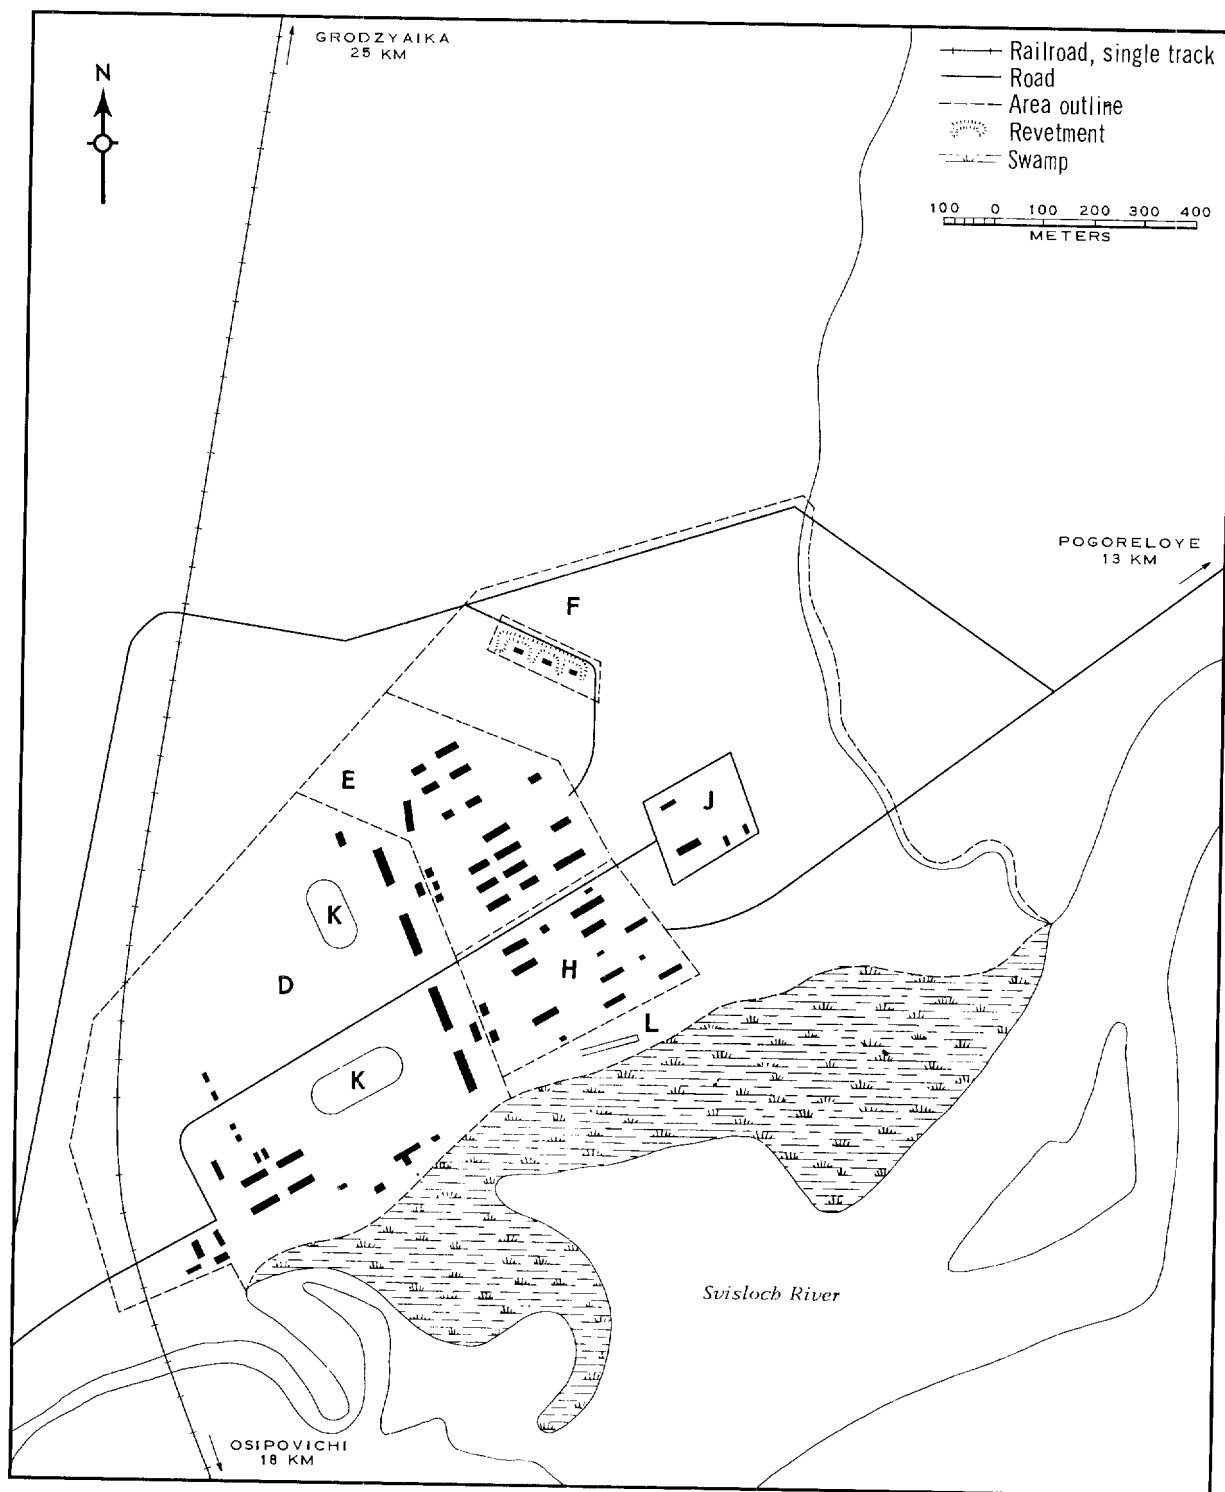 GRODZYAIKA
25 KM
N
Railroad, single track
Road
Area outline
Revetment
Swamp
100 0 100 200 300 400
METERS
POGORELOYE
13 KM
F
E
J
K
D
H
L
K
Svisloch River
OSIPOVICHI
18 KM